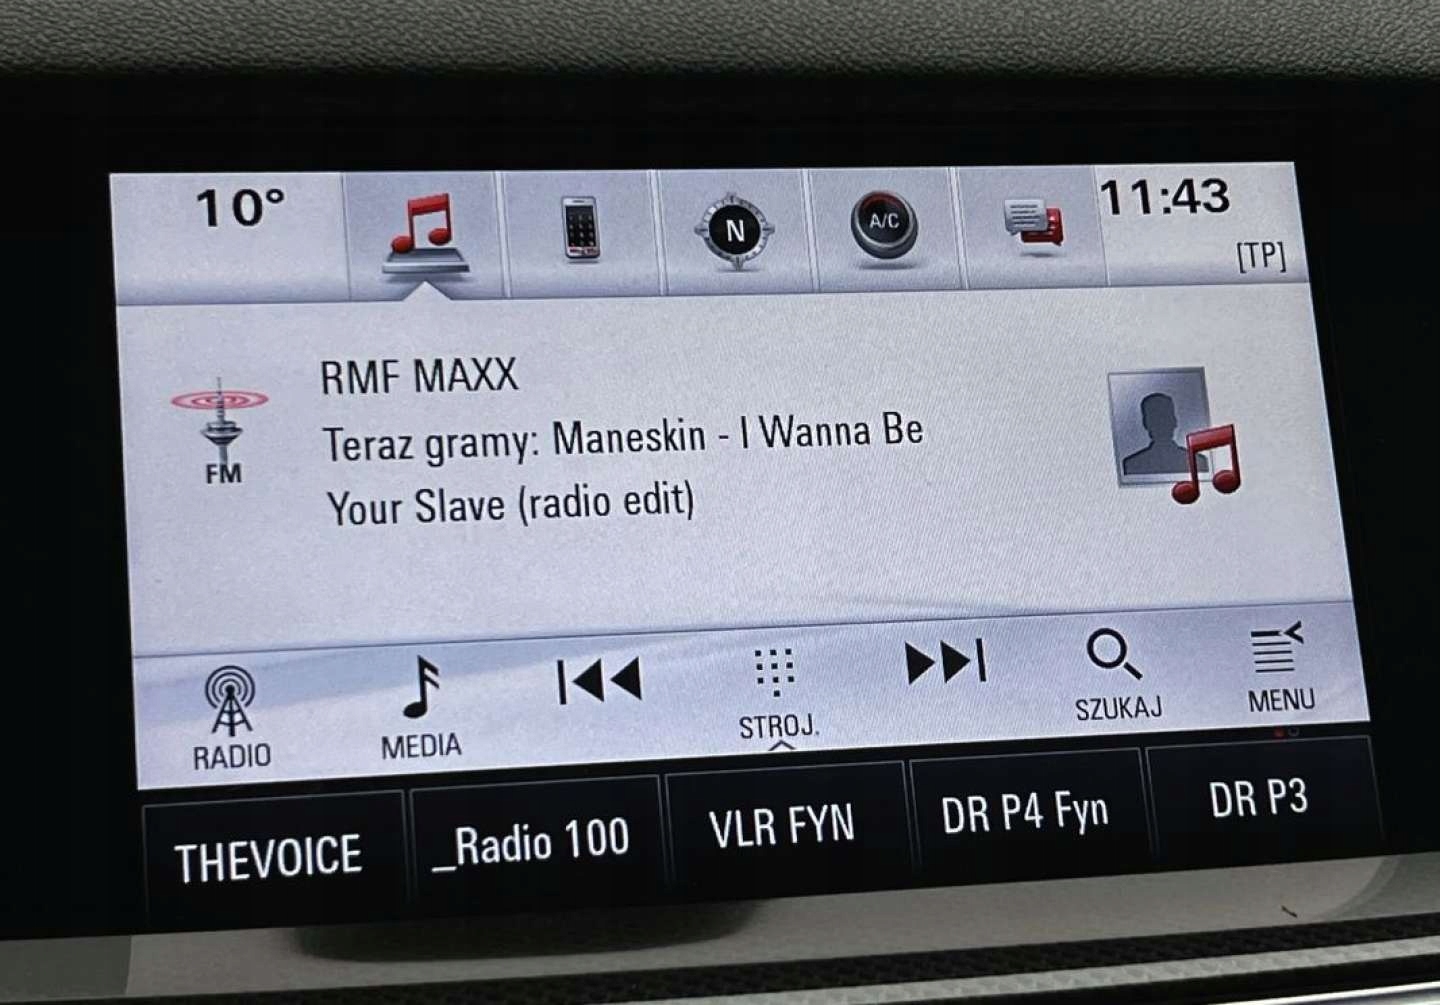 10°
N
A/C
11:43
[TP]
RMF MAXX
Teraz gramy: Maneskin - I Wanna Be
Your Slave (radio edit)
FM
RADIO
MEDIA
STROJ.
SZUKAJ
MENU
THEVOICE
_Radio 100
VLR FYN
DR P4 Fyn
DR P3